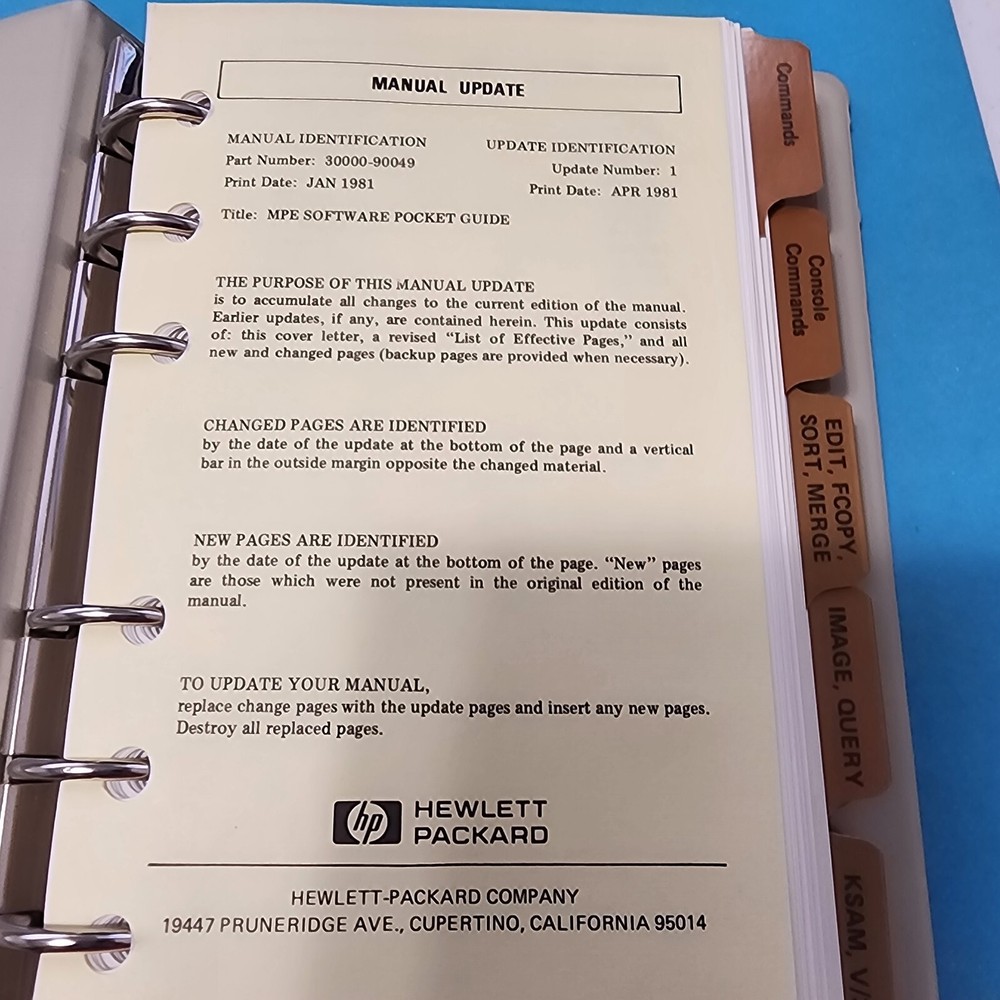 MANUAL UPDATE
MANUAL IDENTIFICATION
Part Number: 30000-90049
Print Date: JAN 1981
UPDATE IDENTIFICATION
Update Number: 1
Print Date: APR 1981
Title: MPE SOFTWARE POCKET GUIDE
THE PURPOSE OF THIS MANUAL UPDATE
is to accumulate all changes to the current edition of the manual.
Earlier updates, if any, are contained herein. This update consists
of: this cover letter, a revised “List of Effective Pages,” and all
new and changed pages (backup pages are provided when necessary).
CHANGED PAGES ARE IDENTIFIED
by the date of the update at the bottom of the page and a vertical
bar in the outside margin opposite the changed material.
NEW PAGES ARE IDENTIFIED
by the date of the update at the bottom of the page. “New” pages
are those which were not present in the original edition of the
manual.
TO UPDATE YOUR MANUAL,
replace change pages with the update pages and insert any new pages.
Destroy all replaced pages.
hp HEWLETT
PACKARD
HEWLETT-PACKARD COMPANY
19447 PRUNERIDGE AVE., CUPERTINO, CALIFORNIA 95014
Commands
Console
Commands
EDIT, FCOPY,
SORT, MERGE
IMAGE, QUERY
KSAM, V/